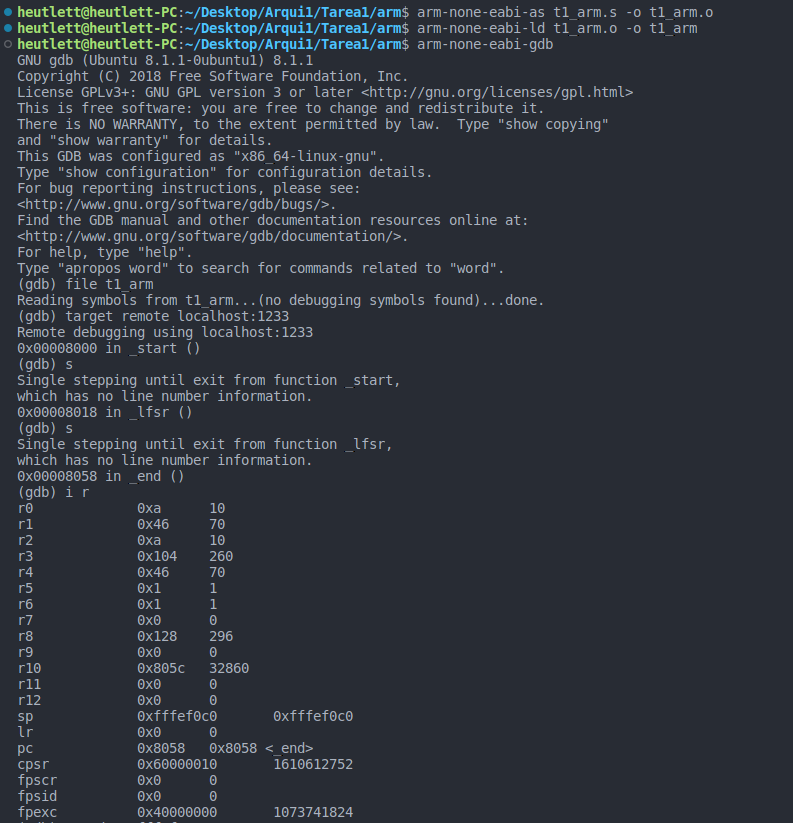 heutlett@heutlett-PC:~/Desktop/Arqui1/Tarea1/arm$ arm-none-eabi-as t1_arm.s -o t1_arm.o
heutlett@heutlett-PC:~/Desktop/Arqui1/Tarea1/arm$ arm-none-eabi-ld t1_arm.o -o t1_arm
heutlett@heutlett-PC:~/Desktop/Arqui1/Tarea1/arm$ arm-none-eabi-gdb
GNU gdb (Ubuntu 8.1.1-0ubuntu1) 8.1.1
Copyright (C) 2018 Free Software Foundation, Inc.
License GPLv3+: GNU GPL version 3 or later <http://gnu.org/licenses/gpl.html>
This is free software: you are free to change and redistribute it.
There is NO WARRANTY, to the extent permitted by law.  Type "show copying"
and "show warranty" for details.
This GDB was configured as "x86_64-linux-gnu".
Type "show configuration" for configuration details.
For bug reporting instructions, please see:
<http://www.gnu.org/software/gdb/bugs/>.
Find the GDB manual and other documentation resources online at:
<http://www.gnu.org/software/gdb/documentation/>.
For help, type "help".
Type "apropos word" to search for commands related to "word".
(gdb) file t1_arm
Reading symbols from t1_arm...(no debugging symbols found)...done.
(gdb) target remote localhost:1233
Remote debugging using localhost:1233
0x00008000 in _start ()
(gdb) s
Single stepping until exit from function _start,
which has no line number information.
0x00008018 in _lfsr ()
(gdb) s
Single stepping until exit from function _lfsr,
which has no line number information.
0x00008058 in _end ()
(gdb) i r
r0             0xa      10
r1             0x46     70
r2             0xa      10
r3             0x104    260
r4             0x46     70
r5             0x1      1
r6             0x1      1
r7             0x0      0
r8             0x128    296
r9             0x0      0
r10            0x805c   32860
r11            0x0      0
r12            0x0      0
sp             0xfffef0c0       0xfffef0c0
lr             0x0      0
pc             0x8058   0x8058 <_end>
cpsr           0x60000010       1610612752
fpscr          0x0      0
fpsid          0x0      0
fpexc          0x40000000       1073741824